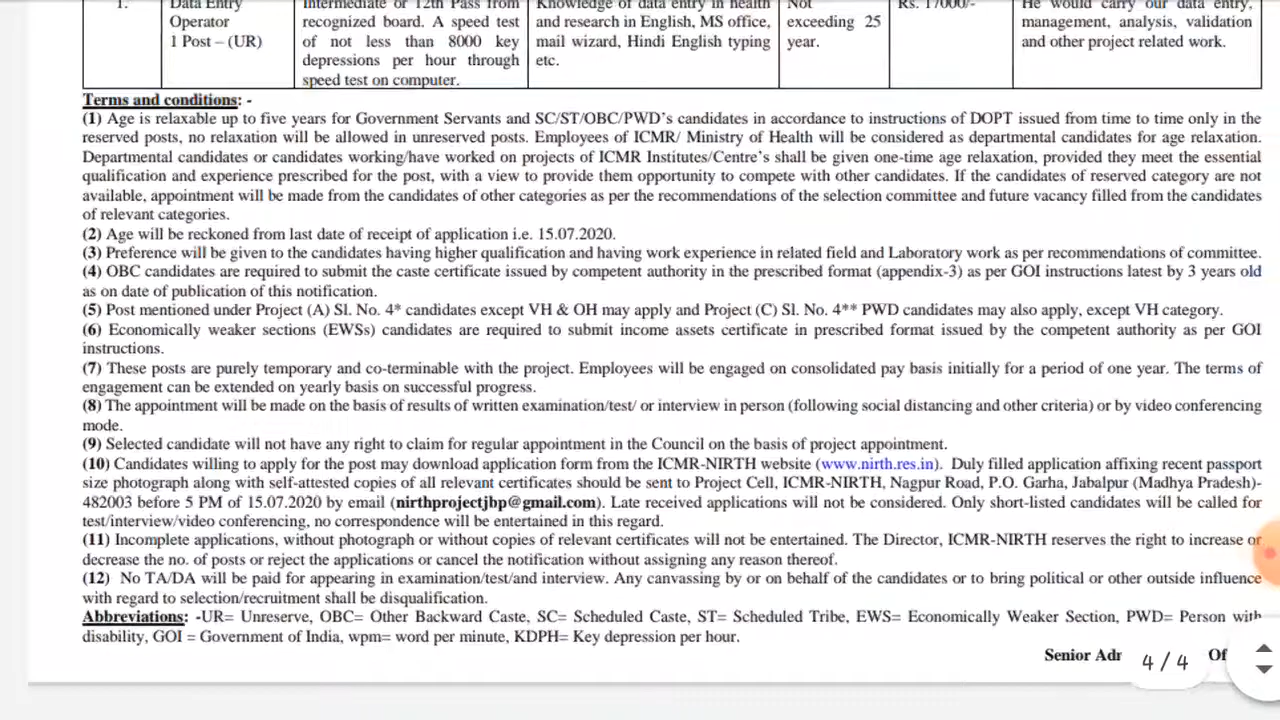 1. Data Entry Intermediate or 12th Pass from Knowledge of data entry in health Not Rs. 17000/- He would carry our data entry,
Operator recognized board. A speed test and research in English, MS office, exceeding 25 management, analysis, validation
1 Post – (UR) of not less than 8000 key mail wizard, Hindi English typing year. and other project related work.
depressions per hour through etc.
speed test on computer.
Terms and conditions: -
(1) Age is relaxable up to five years for Government Servants and SC/ST/OBC/PWD's candidates in accordance to instructions of DOPT issued from time to time only in the
reserved posts, no relaxation will be allowed in unreserved posts. Employees of ICMR/ Ministry of Health will be considered as departmental candidates for age relaxation.
Departmental candidates or candidates working/have worked on projects of ICMR Institutes/Centre's shall be given one-time age relaxation, provided they meet the essential
qualification and experience prescribed for the post, with a view to provide them opportunity to compete with other candidates. If the candidates of reserved category are not
available, appointment will be made from the candidates of other categories as per the recommendations of the selection committee and future vacancy filled from the candidates
of relevant categories.
(2) Age will be reckoned from last date of receipt of application i.e. 15.07.2020.
(3) Preference will be given to the candidates having higher qualification and having work experience in related field and Laboratory work as per recommendations of committee.
(4) OBC candidates are required to submit the caste certificate issued by competent authority in the prescribed format (appendix-3) as per GOI instructions latest by 3 years old
as on date of publication of this notification.
(5) Post mentioned under Project (A) Sl. No. 4* candidates except VH & OH may apply and Project (C) Sl. No. 4** PWD candidates may also apply, except VH category.
(6) Economically weaker sections (EWSs) candidates are required to submit income assets certificate in prescribed format issued by the competent authority as per GOI
instructions.
(7) These posts are purely temporary and co-terminable with the project. Employees will be engaged on consolidated pay basis initially for a period of one year. The terms of
engagement can be extended on yearly basis on successful progress.
(8) The appointment will be made on the basis of results of written examination/test/ or interview in person (following social distancing and other criteria) or by video conferencing
mode.
(9) Selected candidate will not have any right to claim for regular appointment in the Council on the basis of project appointment.
(10) Candidates willing to apply for the post may download application form from the ICMR-NIRTH website (www.nirth.res.in). Duly filled application affixing recent passport
size photograph along with self-attested copies of all relevant certificates should be sent to Project Cell, ICMR-NIRTH, Nagpur Road, P.O. Garha, Jabalpur (Madhya Pradesh)-
482003 before 5 PM of 15.07.2020 by email (nirthprojectjbp@gmail.com). Late received applications will not be considered. Only short-listed candidates will be called for
test/interview/video conferencing, no correspondence will be entertained in this regard.
(11) Incomplete applications, without photograph or without copies of relevant certificates will not be entertained. The Director, ICMR-NIRTH reserves the right to increase or
decrease the no. of posts or reject the applications or cancel the notification without assigning any reason thereof.
(12) No TA/DA will be paid for appearing in examination/test/and interview. Any canvassing by or on behalf of the candidates or to bring political or other outside influence
with regard to selection/recruitment shall be disqualification.
Abbreviations: -UR= Unreserve, OBC= Other Backward Caste, SC= Scheduled Caste, ST= Scheduled Tribe, EWS= Economically Weaker Section, PWD= Person with
disability, GOI = Government of India, wpm= word per minute, KDPH= Key depression per hour.
Senior Adr 4 / 4 Of